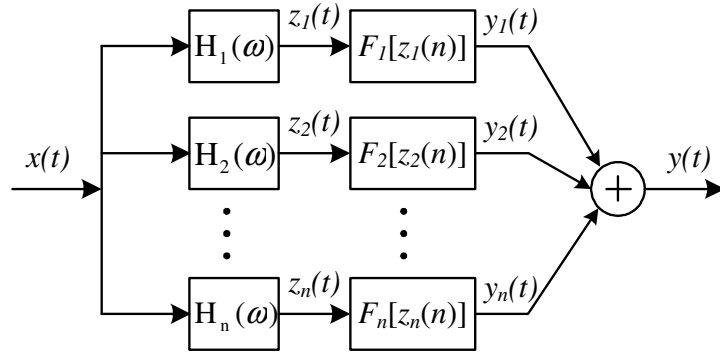 z₁(t) y₁(t)
H₁(ω) F₁[z₁(n)]
z₂(t) y₂(t)
x(t) H₂(ω) F₂[z₂(n)] + y(t)
zₙ(t) yₙ(t)
Hₙ(ω) Fₙ[zₙ(n)]